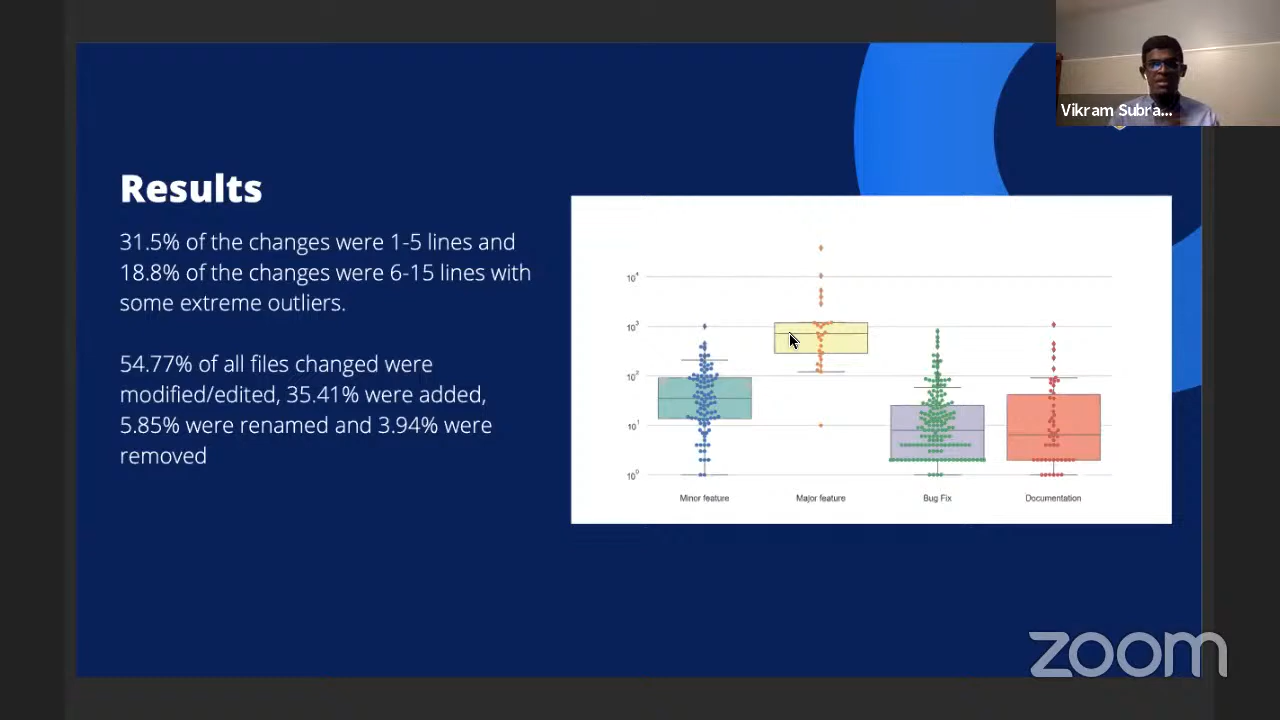 Vikram Subra...
Results
31.5% of the changes were 1-5 lines and
18.8% of the changes were 6-15 lines with
some extreme outliers.
54.77% of all files changed were
modified/edited, 35.41% were added,
5.85% were renamed and 3.94% were
removed
10⁴
10³
10²
10¹
10⁰
Minor feature
Major feature
Bug Fix
Documentation
zoom